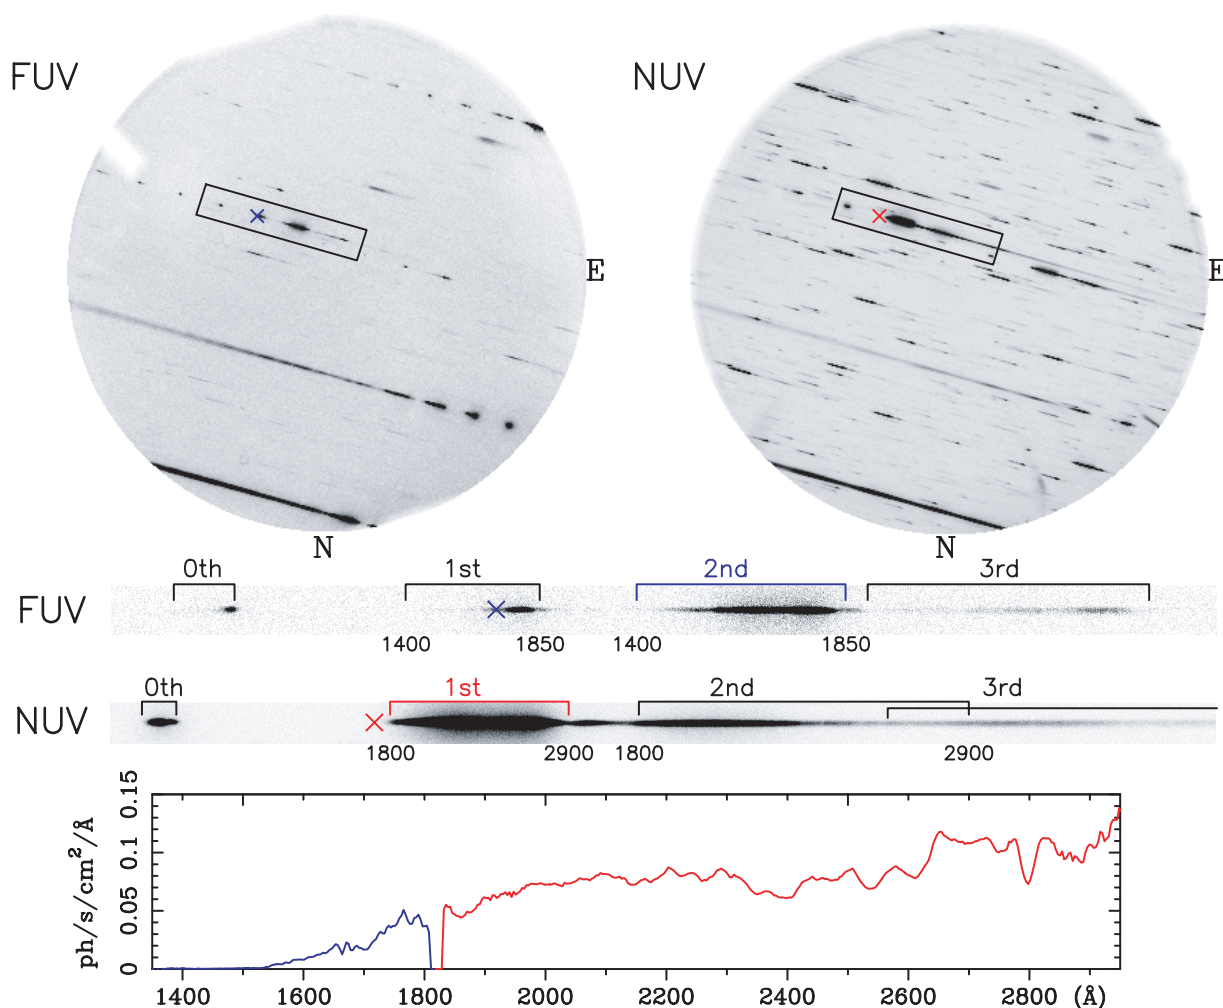 FUV
NUV
E
E
N
N
0th 1st 2nd 3rd
FUV
1400 1850 1400 1850
0th 1st 2nd 3rd
NUV
1800 2900 1800 2900
ph/s/cm²/Å
0.15
0.1
0.05
0
1400 1600 1800 2000 2200 2400 2600 2800 (Å)